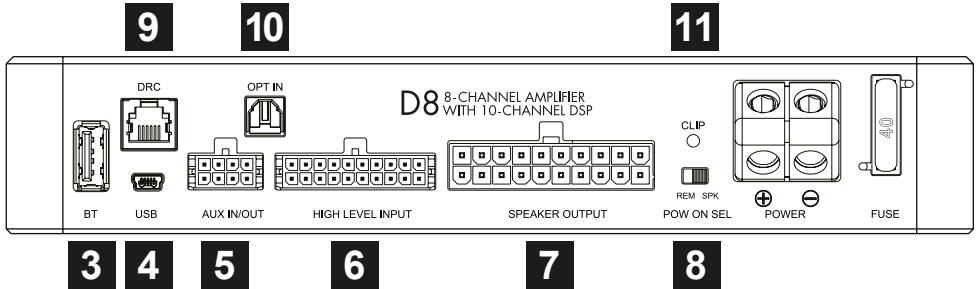 9 10 11
DRC OPT IN
D8 8-CHANNEL AMPLIFIER
WITH 10-CHANNEL DSP
CLIP
40
REM SPK
BT USB AUX IN/OUT HIGH LEVEL INPUT SPEAKER OUTPUT POW ON SEL POWER FUSE
3 4 5 6 7 8